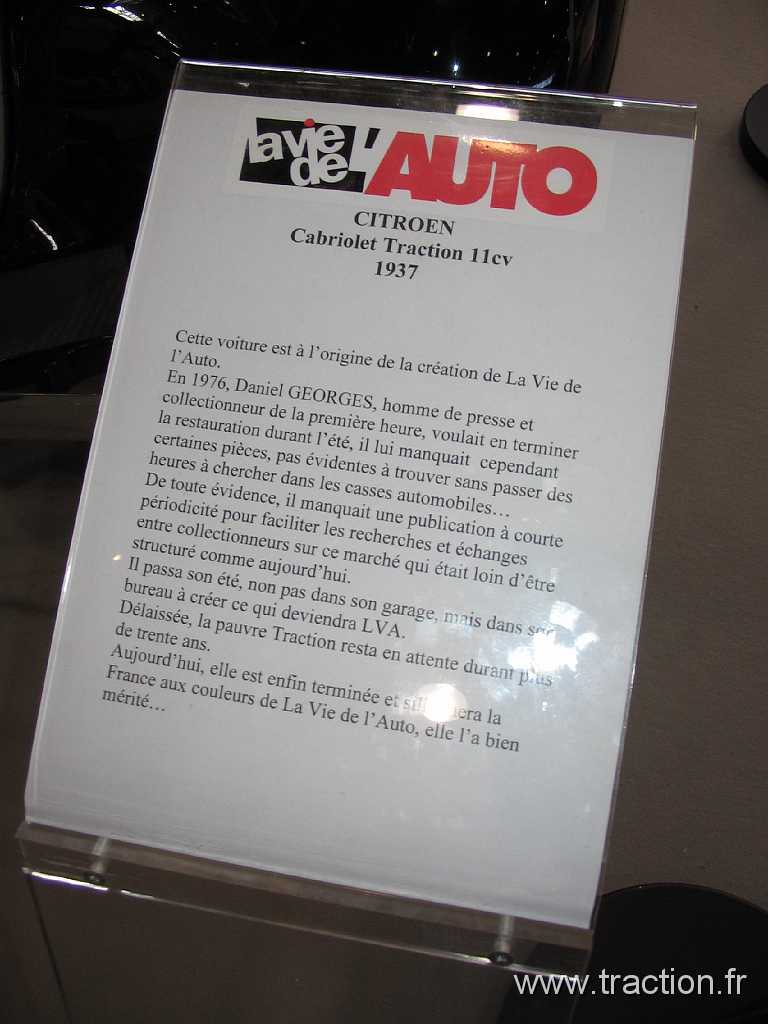 la vie
de L'AUTO
CITROEN
Cabriolet Traction 11cv
1937
Cette voiture est à l'origine de la création de La Vie de
l'Auto.
En 1976, Daniel GEORGES, homme de presse et
collectionneur de la première heure, voulait en terminer
la restauration durant l'été, il lui manquait cependant
certaines pièces, pas évidentes à trouver sans passer des
heures à chercher dans les casses automobiles…
De toute évidence, il manquait une publication à courte
périodicité pour faciliter les recherches et échanges
entre collectionneurs sur ce marché qui était loin d'être
structuré comme aujourd'hui.
Il passa son été, non pas dans son garage, mais dans son
bureau à créer ce qui deviendra LVA.
Délaissée, la pauvre Traction resta en attente durant plus
de trente ans.
Aujourd'hui, elle est enfin terminée et sillonnera la
France aux couleurs de La Vie de l'Auto, elle l'a bien
mérité…
www.traction.fr